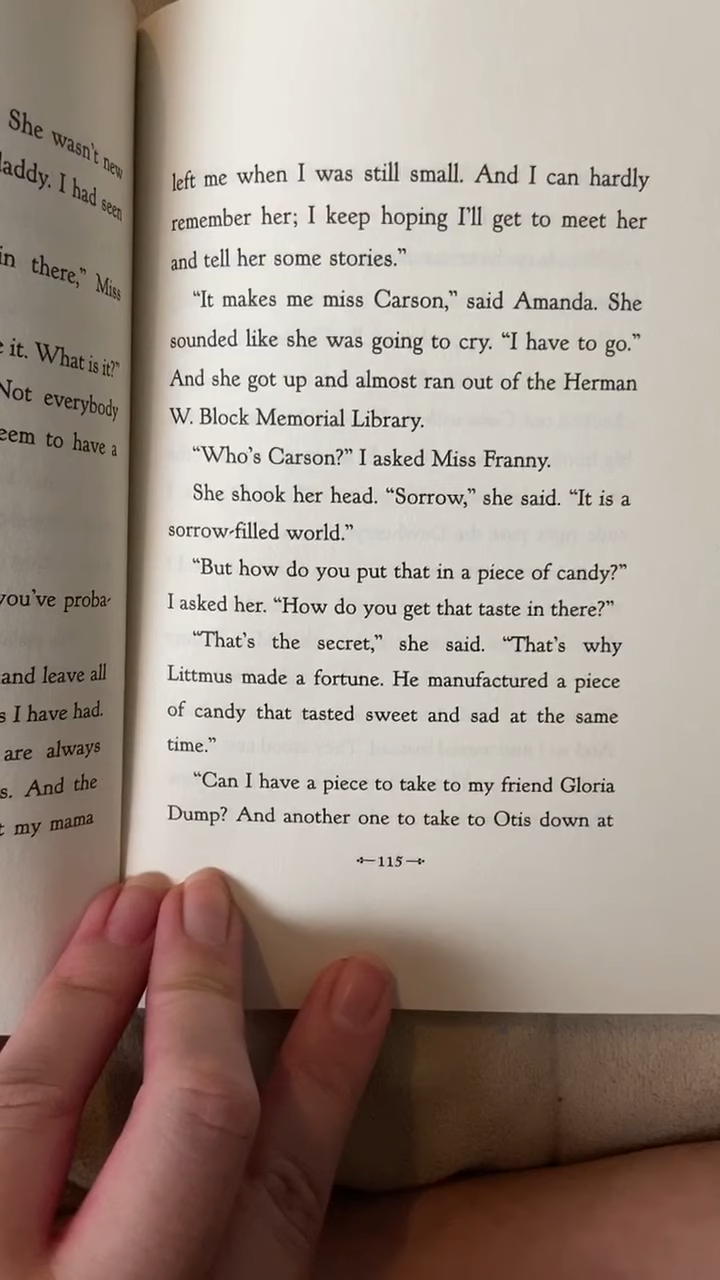 She wasn't new
daddy. I had seen
in there," Miss
it. What is it?"
Not everybody
seem to have a
you've proba-
and leave all
s I have had.
are always
s. And the
t my mama
left me when I was still small. And I can hardly
remember her; I keep hoping I'll get to meet her
and tell her some stories."
"It makes me miss Carson," said Amanda. She
sounded like she was going to cry. "I have to go."
And she got up and almost ran out of the Herman
W. Block Memorial Library.
"Who's Carson?" I asked Miss Franny.
She shook her head. "Sorrow," she said. "It is a
sorrow-filled world."
"But how do you put that in a piece of candy?"
I asked her. "How do you get that taste in there?"
"That's the secret," she said. "That's why
Littmus made a fortune. He manufactured a piece
of candy that tasted sweet and sad at the same
time."
"Can I have a piece to take to my friend Gloria
Dump? And another one to take to Otis down at
115